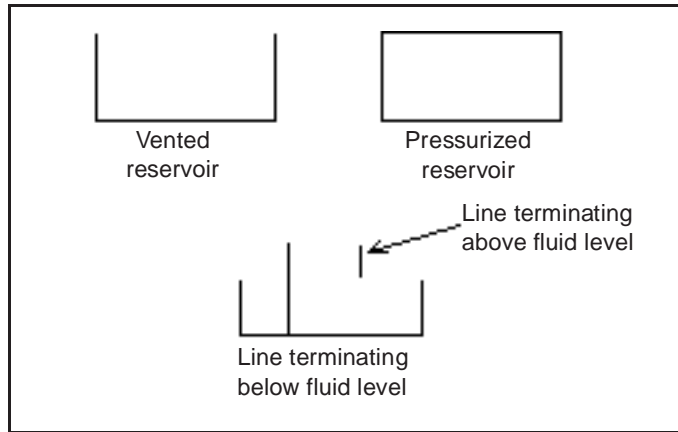 Vented
reservoir
Pressurized
reservoir
Line terminating
above fluid level
Line terminating
below fluid level